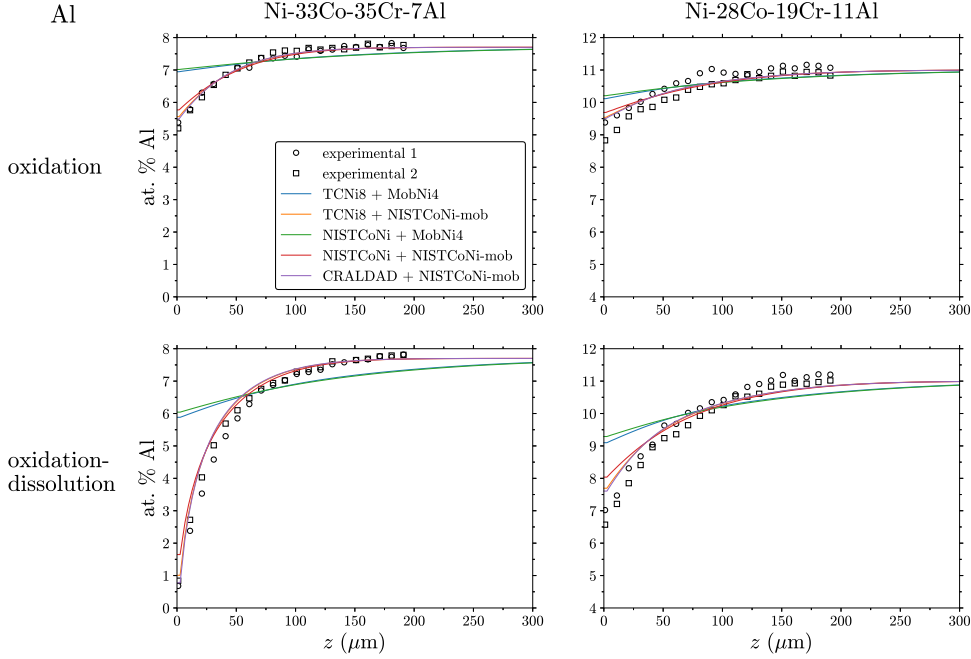 Al
Ni-33Co-35Cr-7Al
Ni-28Co-19Cr-11Al
oxidation
at. % Al
8
7
6
5
4
3
2
1
0
0 50 100 150 200 250 300
experimental 1
experimental 2
TCNi8 + MobNi4
TCNi8 + NISTCoNi-mob
NISTCoNi + MobNi4
NISTCoNi + NISTCoNi-mob
CRALDAD + NISTCoNi-mob
at. % Al
12
11
10
9
8
7
6
5
4
0 50 100 150 200 250 300
oxidation-
dissolution
at. % Al
8
7
6
5
4
3
2
1
0
0 50 100 150 200 250 300
z (μm)
at. % Al
12
11
10
9
8
7
6
5
4
0 50 100 150 200 250 300
z (μm)